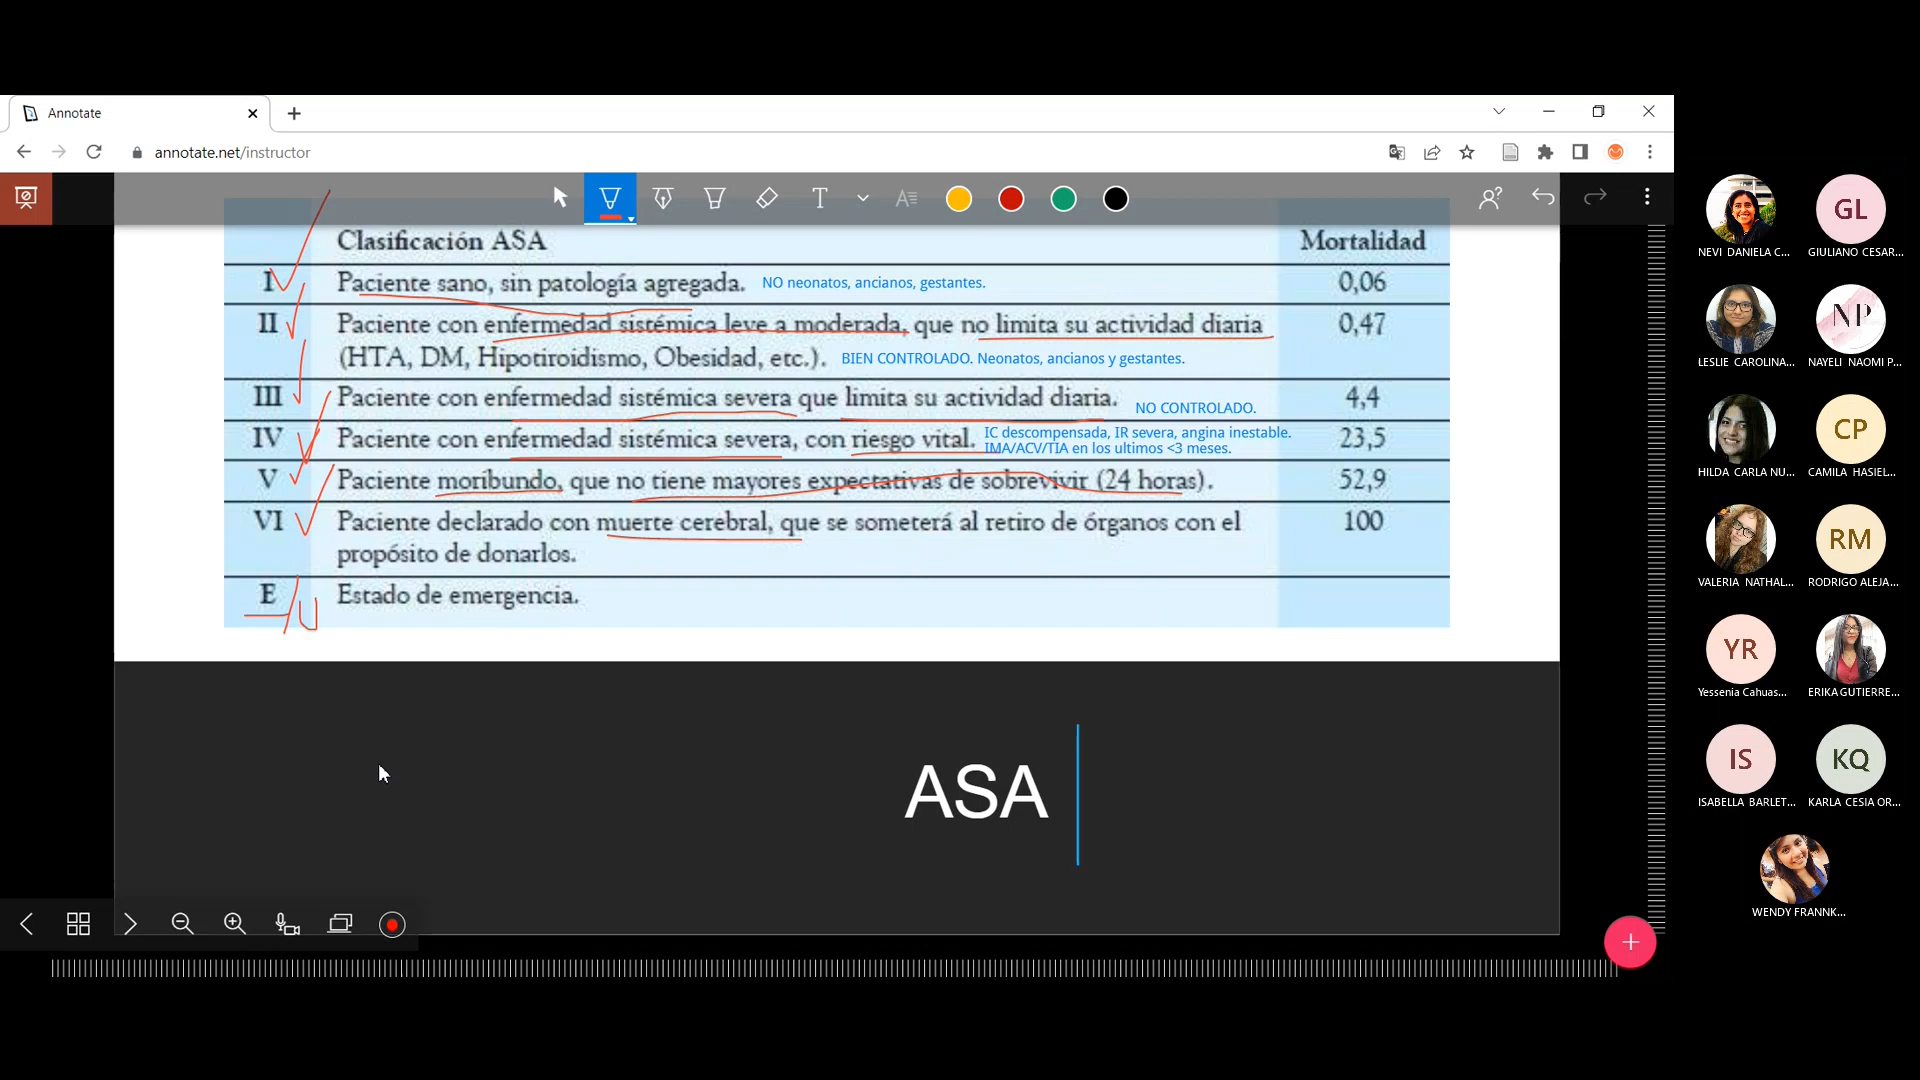 Annotate
annotate.net/instructor
T
Clasificación ASA Mortalidad
I Paciente sano, sin patología agregada. NO neonatos, ancianos, gestantes. 0,06
II Paciente con enfermedad sistémica leve a moderada, que no limita su actividad diaria 0,47
(HTA, DM, Hipotiroidismo, Obesidad, etc.). BIEN CONTROLADO. Neonatos, ancianos y gestantes.
III Paciente con enfermedad sistémica severa que limita su actividad diaria. NO CONTROLADO. 4,4
IV Paciente con enfermedad sistémica severa, con riesgo vital. IC descompensada, IR severa, angina inestable. 23,5
IMA/ACV/TIA en los ultimos <3 meses.
V Paciente moribundo, que no tiene mayores expectativas de sobrevivir (24 horas). 52,9
VI Paciente declarado con muerte cerebral, que se someterá al retiro de órganos con el 100
propósito de donarlos.
E/U Estado de emergencia.
ASA
NEVI DANIELA C...
GL
GIULIANO CESAR...
LESLIE CAROLINA...
NP
NAYELI NAOMI P...
HILDA CARLA NU...
CP
CAMILA HASIEL...
VALERIA NATHAL...
RM
RODRIGO ALEJA...
YR
Yessenia Cahuas...
ERIKA GUTIERRE...
IS
ISABELLA BARLET...
KQ
KARLA CESIA OR...
WENDY FRANNK...